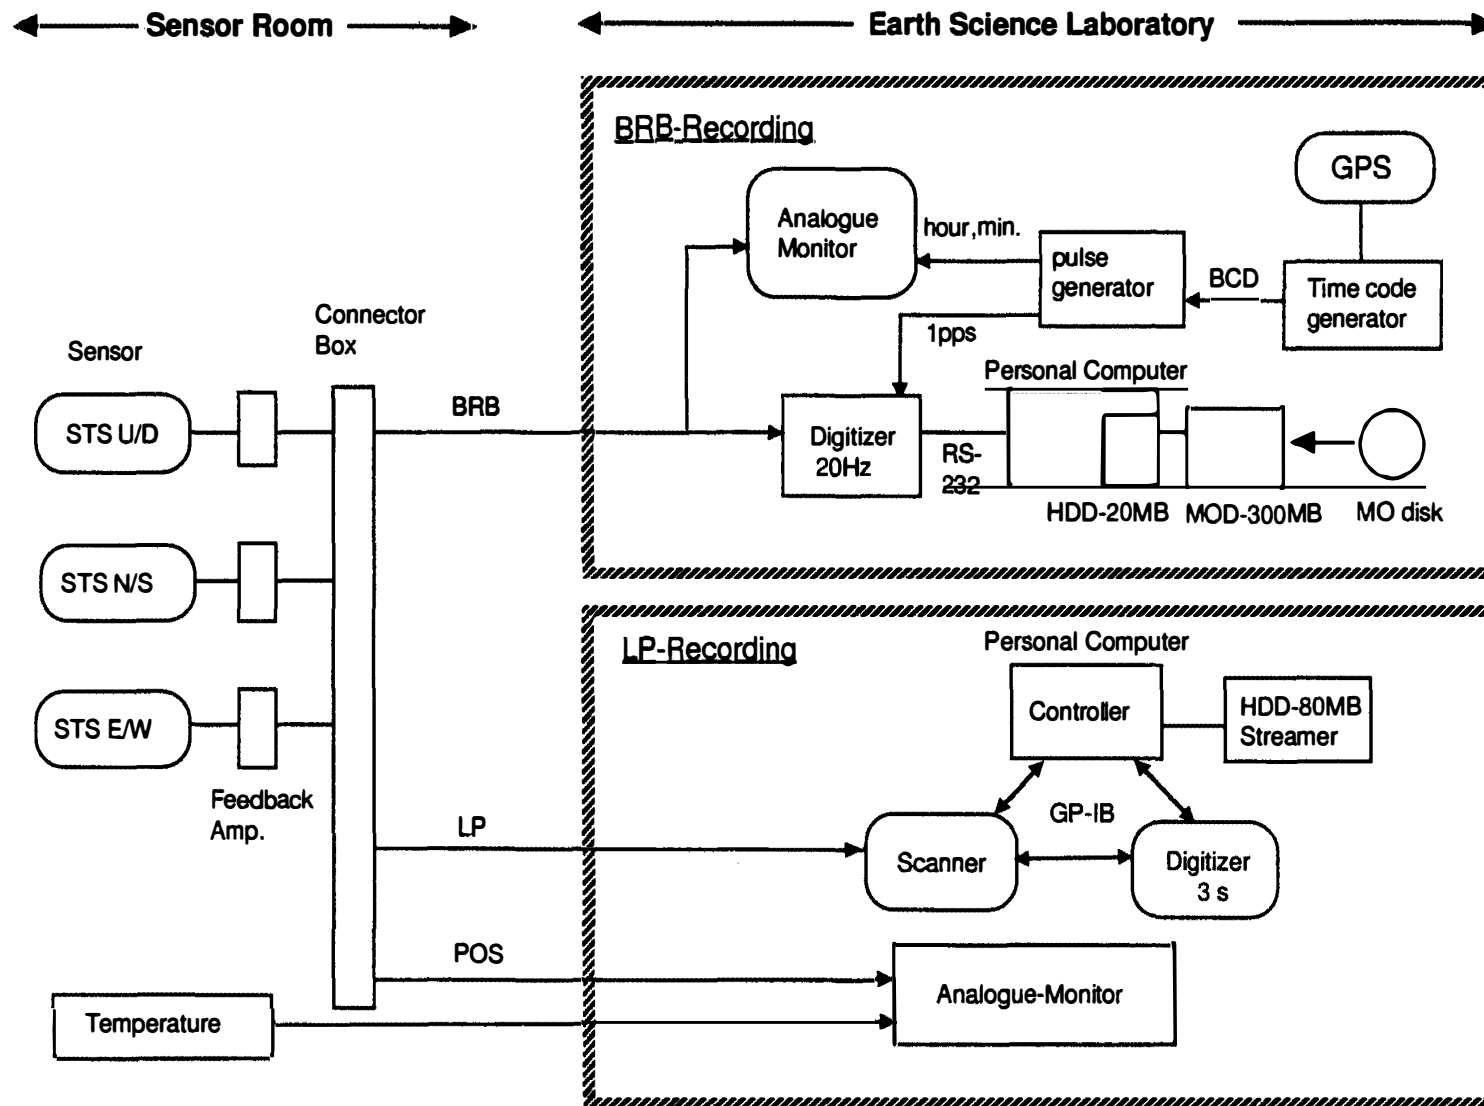 Sensor Room
Earth Science Laboratory
BRB-Recording
GPS
Analogue
Monitor
hour,min.
pulse
generator
BCD
Time code
generator
1pps
Connector
Box
Sensor
Personal Computer
STS U/D
BRB
Digitizer
20Hz
RS-
232
HDD-20MB
MOD-300MB
MO disk
STS N/S
LP-Recording
Personal Computer
Controller
HDD-80MB
Streamer
STS E/W
Feedback
Amp.
LP
GP-IB
Scanner
Digitizer
3 s
POS
Analogue-Monitor
Temperature